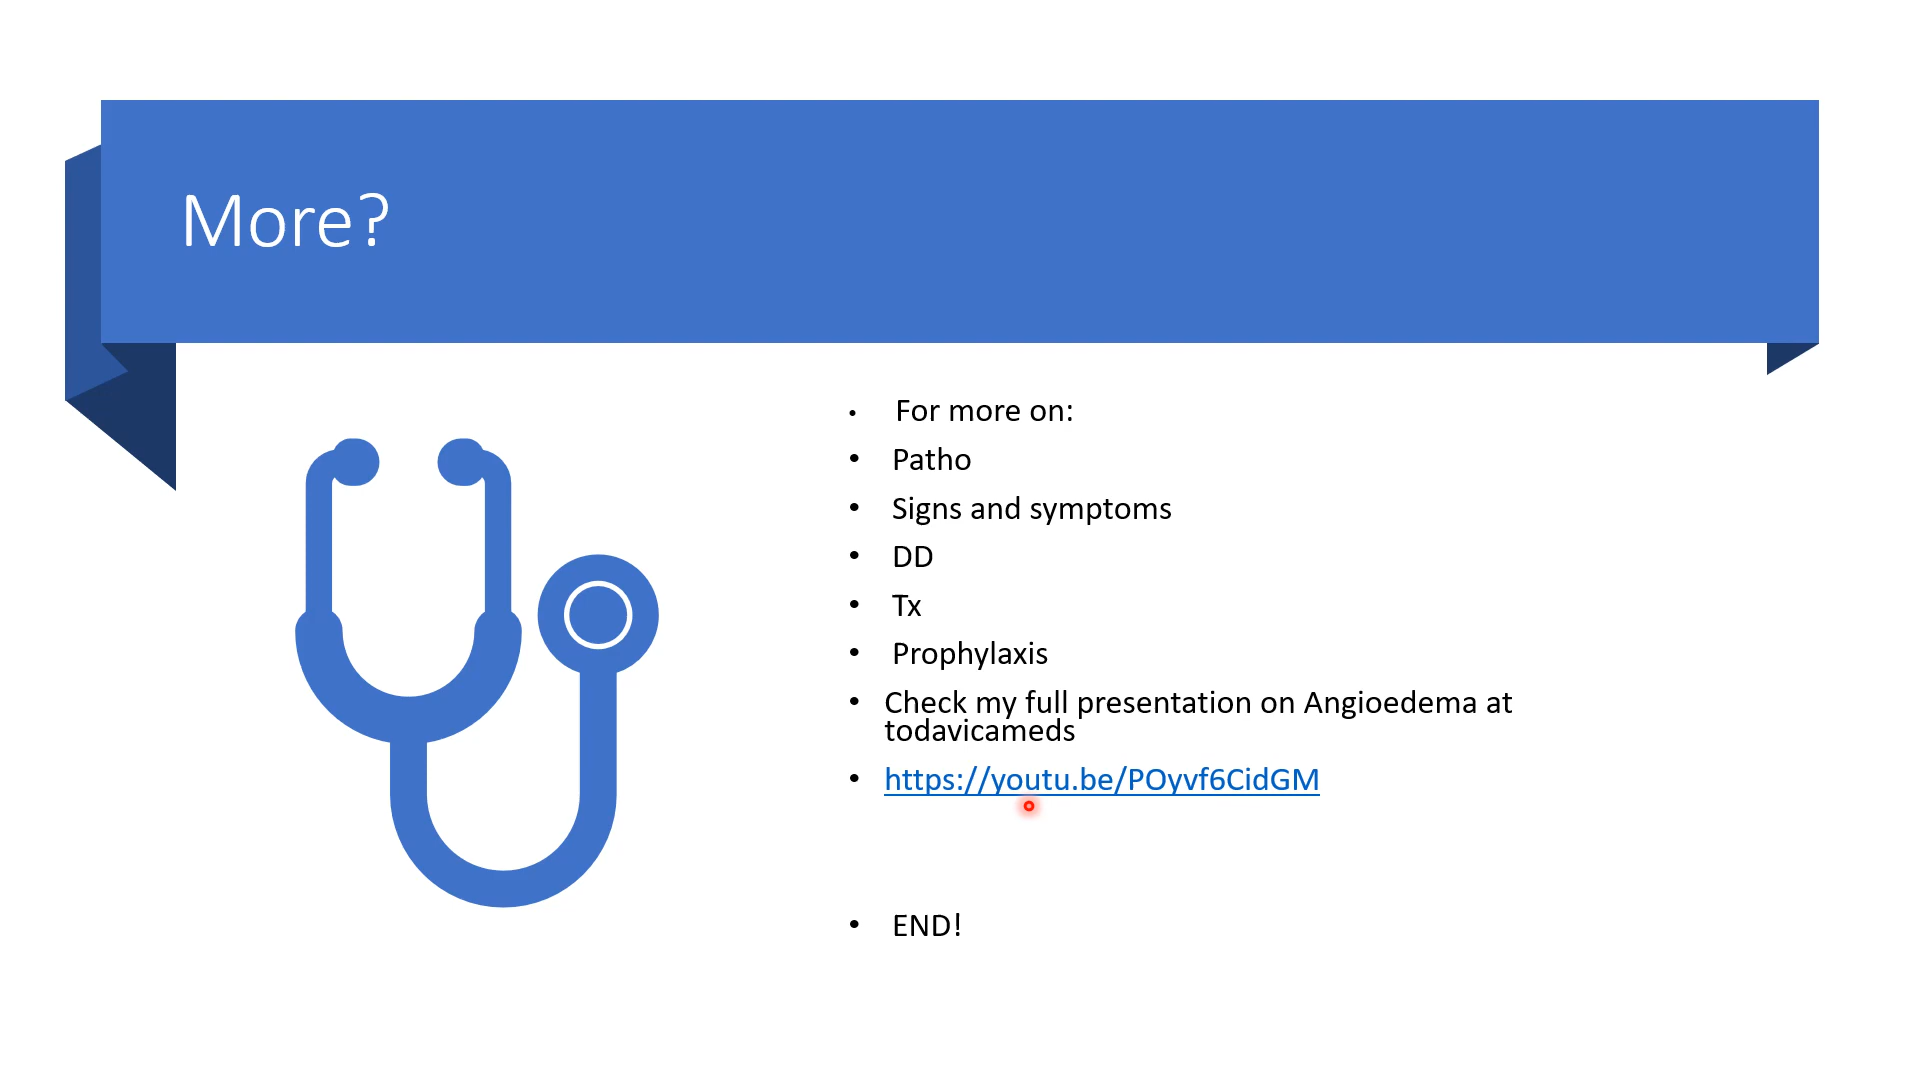 More?
• For more on:
• Patho
• Signs and symptoms
• DD
• Tx
• Prophylaxis
• Check my full presentation on Angioedema at
todavicameds
• https://youtu.be/POyvf6CidGM
• END!